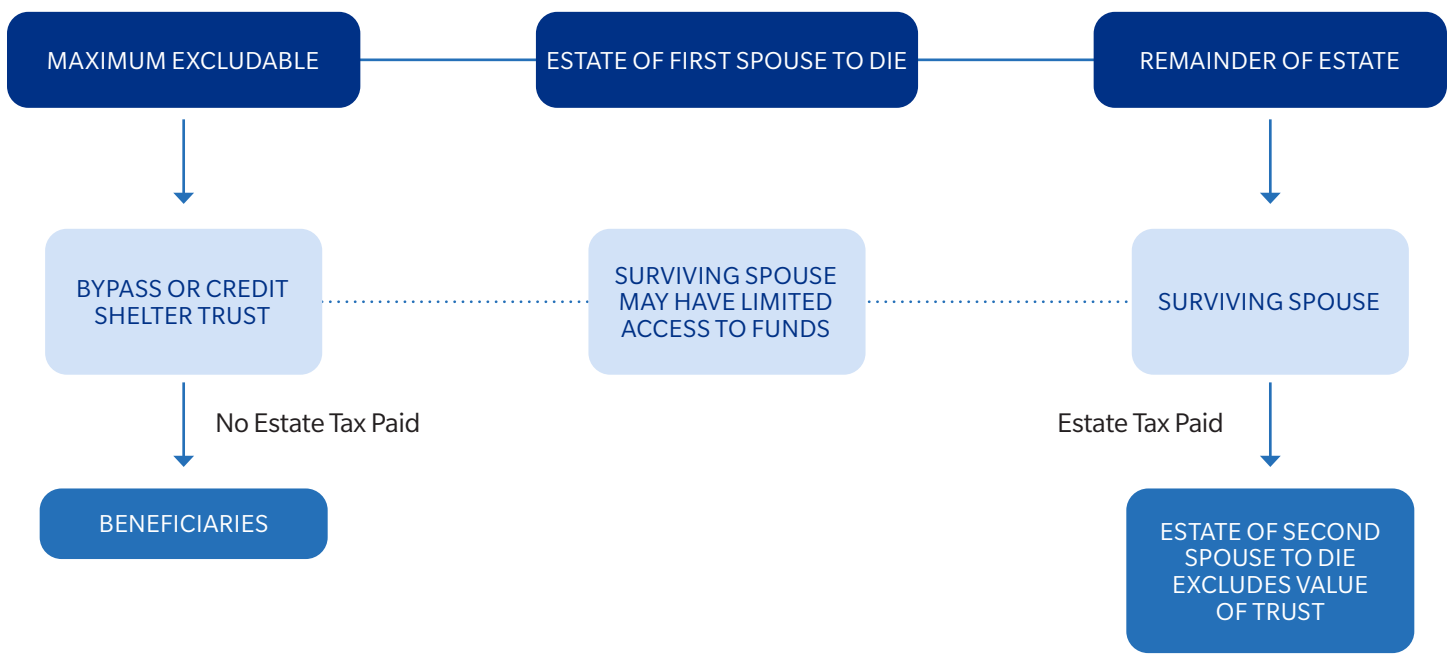 MAXIMUM EXCLUDABLE
ESTATE OF FIRST SPOUSE TO DIE
REMAINDER OF ESTATE
BYPASS OR CREDIT
SHELTER TRUST
SURVIVING SPOUSE
MAY HAVE LIMITED
ACCESS TO FUNDS
SURVIVING SPOUSE
No Estate Tax Paid
Estate Tax Paid
BENEFICIARIES
ESTATE OF SECOND
SPOUSE TO DIE
EXCLUDES VALUE
OF TRUST